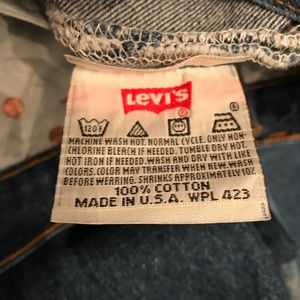 LEVI'S
120F
MACHINE WASH HOT. NORMAL CYCLE. ONLY NON-
CHLORINE BLEACH IF NEEDED. TUMBLE DRY HOT.
HOT IRON IF NEEDED. WASH AND DRY WITH LIKE
COLORS. COLOR MAY TRANSFER WHEN NEW. WASH
BEFORE WEARING. SHRINKS APPROXIMATELY 10%
100% COTTON
MADE IN U.S.A. WPL 423